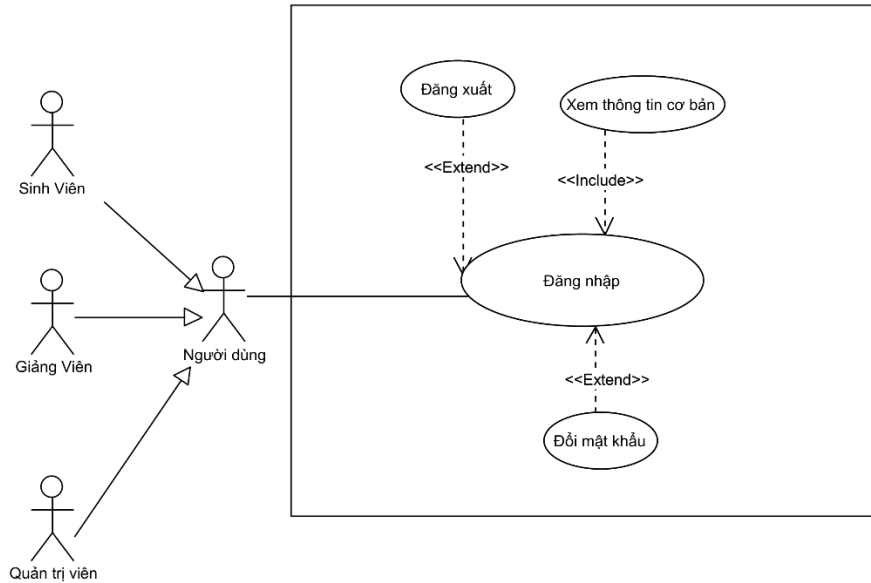 Đăng xuất
Xem thông tin cơ bản
<<Extend>>
<<Include>>
Sinh Viên
Đăng nhập
Người dùng
Giảng Viên
<<Extend>>
Đổi mật khẩu
Quản trị viên